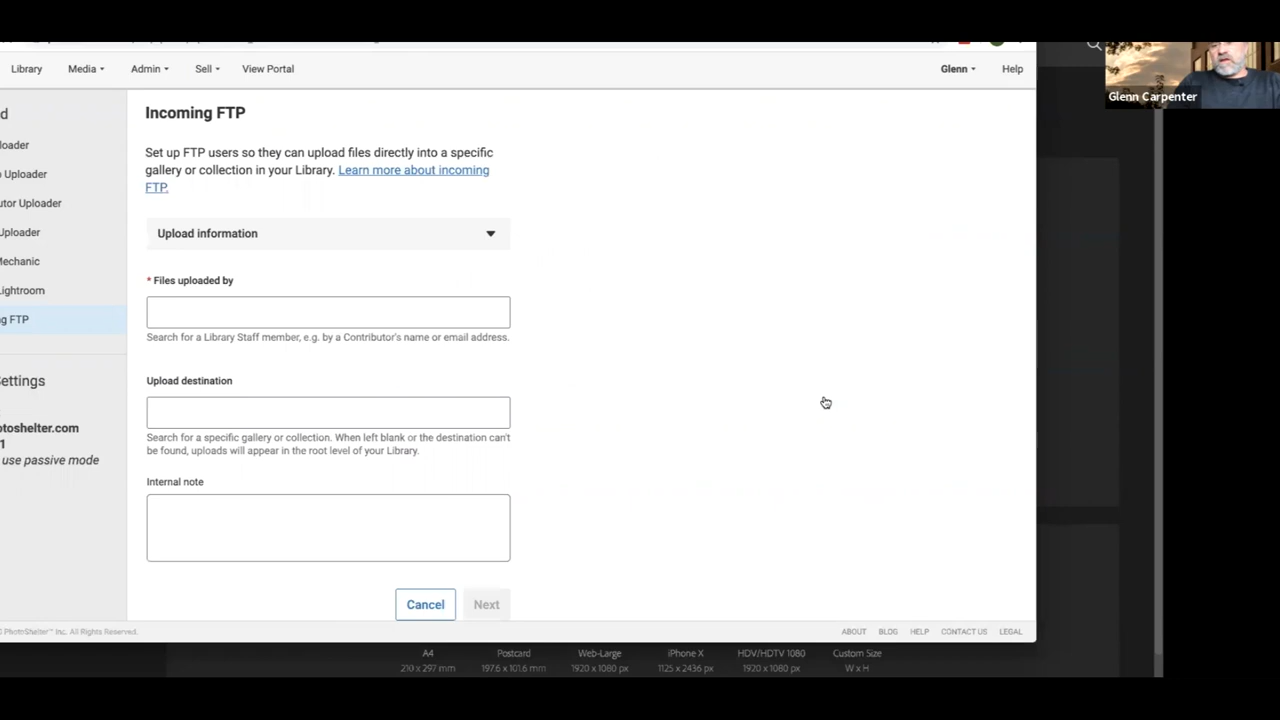 Library Media Admin Sell View Portal Glenn Help
Glenn Carpenter
d
oader
Uploader
utor Uploader
Uploader
Mechanic
Lightroom
g FTP
ettings
otoshelter.com
1
use passive mode
Incoming FTP
Set up FTP users so they can upload files directly into a specific
gallery or collection in your Library. Learn more about incoming
FTP.
Upload information
* Files uploaded by
Search for a Library Staff member, e.g. by a Contributor's name or email address.
Upload destination
Search for a specific gallery or collection. When left blank or the destination can't
be found, uploads will appear in the root level of your Library.
Internal note
Cancel Next
© PhotoShelter™ Inc. All Rights Reserved.
ABOUT BLOG HELP CONTACT US LEGAL
A4 Postcard Web-Large iPhone X HDV/HDTV 1080 Custom Size
210 x 297 mm 197.6 x 101.6 mm 1920 x 1080 px 1125 x 2436 px 1920 x 1080 px W x H